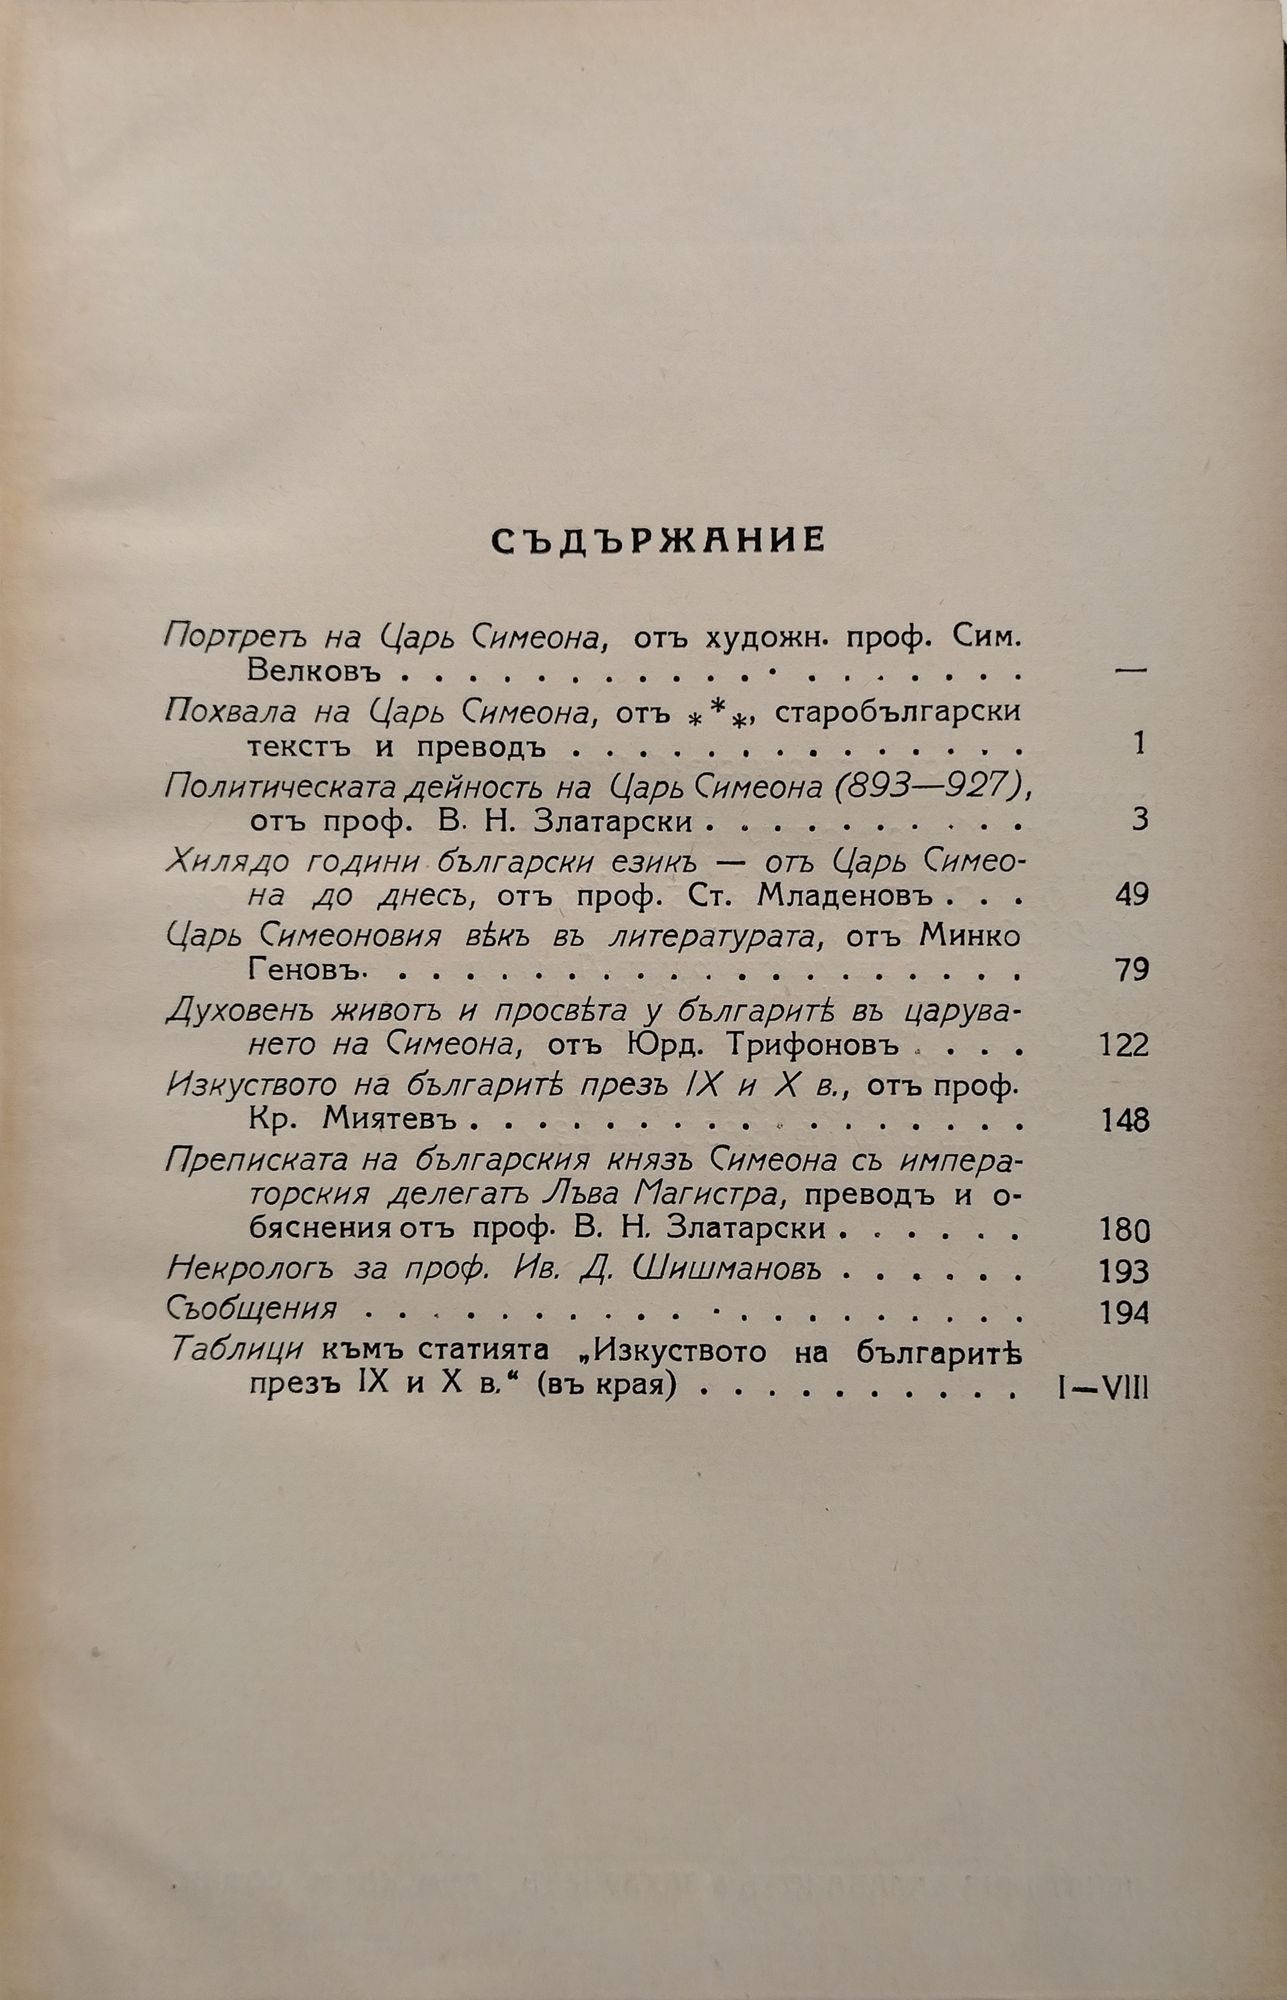 СЪДЪРЖАНИЕ
Портретъ на Царь Симеона, отъ художн. проф. Сим.
Велковъ . . . . . . . . . . . . . . . . . . . —
Похвала на Царь Симеона, отъ ***, старобългарски
текстъ и преводъ . . . . . . . . . . . . . . 1
Политическата дейность на Царь Симеона (893—927),
отъ проф. В. Н. Златарски . . . . . . . . . . 3
Хилядо години български езикъ — отъ Царь Симео-
на до днесь, отъ проф. Ст. Младеновъ . . . 49
Царь Симеоновия вѣкъ въ литературата, отъ Минко
Геновъ. . . . . . . . . . . . . . . . . . . . 79
Духовенъ животъ и просвѣта у българитѣ въ царува-
нето на Симеона, отъ Юрд. Трифоновъ . . . . 122
Изкуството на българитѣ презъ IX и X в., отъ проф.
Кр. Миятевъ . . . . . . . . . . . . . . . . . 148
Преписката на българския князъ Симеона съ импера-
торския делегатъ Лъва Магистра, преводъ и о-
бяснения отъ проф. В. Н. Златарски . . . . . . 180
Некрологъ за проф. Ив. Д. Шишмановъ . . . . . . 193
Съобщения . . . . . . . . . . . . . . . . . . . . 194
Таблици къмъ статията „Изкуството на българитѣ
презъ IX и X в.“ (въ края) . . . . . . . . . . I—VIII